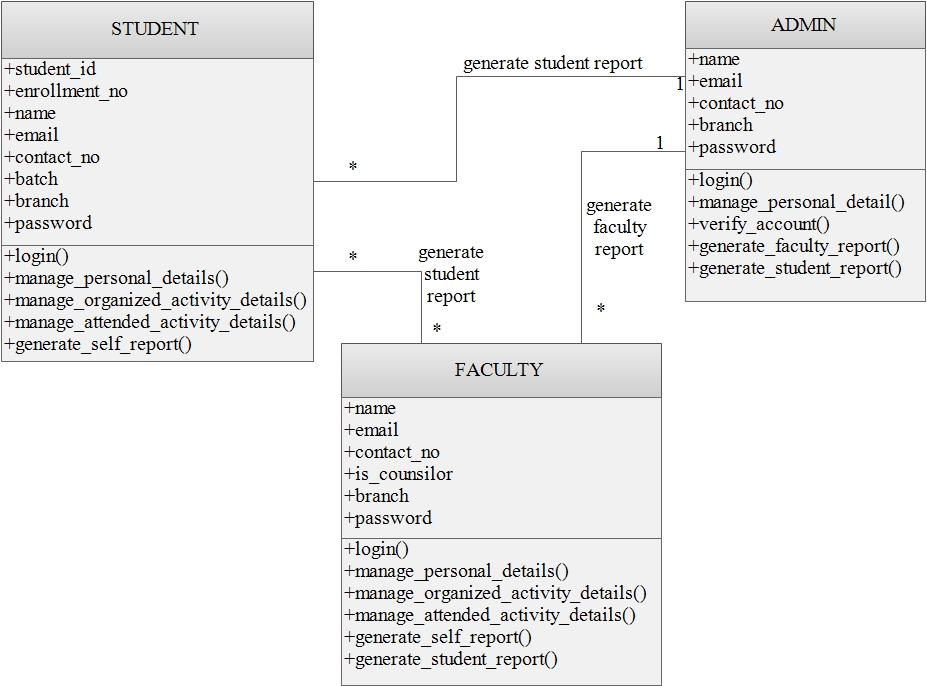 STUDENT
+student_id
+enrollment_no
+name
+email
+contact_no
+batch
+branch
+password
+login()
+manage_personal_details()
+manage_organized_activity_details()
+manage_attended_activity_details()
+generate_self_report()
generate student report
1
*
ADMIN
+name
+email
+contact_no
+branch
+password
+login()
+manage_personal_detail()
+verify_account()
+generate_faculty_report()
+generate_student_report()
1
generate
faculty
report
*
*
generate
student
report
*
FACULTY
+name
+email
+contact_no
+is_counsilor
+branch
+password
+login()
+manage_personal_details()
+manage_organized_activity_details()
+manage_attended_activity_details()
+generate_self_report()
+generate_student_report()